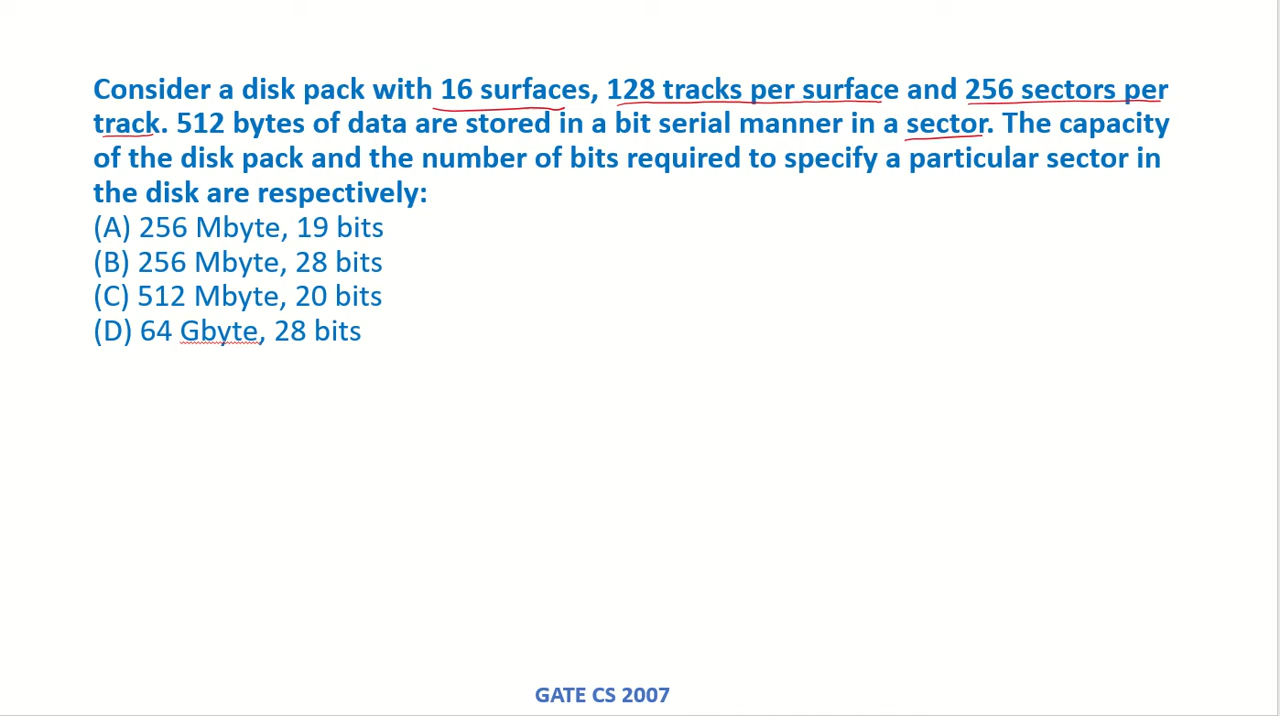 Consider a disk pack with 16 surfaces, 128 tracks per surface and 256 sectors per
track. 512 bytes of data are stored in a bit serial manner in a sector. The capacity
of the disk pack and the number of bits required to specify a particular sector in
the disk are respectively:
(A) 256 Mbyte, 19 bits
(B) 256 Mbyte, 28 bits
(C) 512 Mbyte, 20 bits
(D) 64 Gbyte, 28 bits
GATE CS 2007